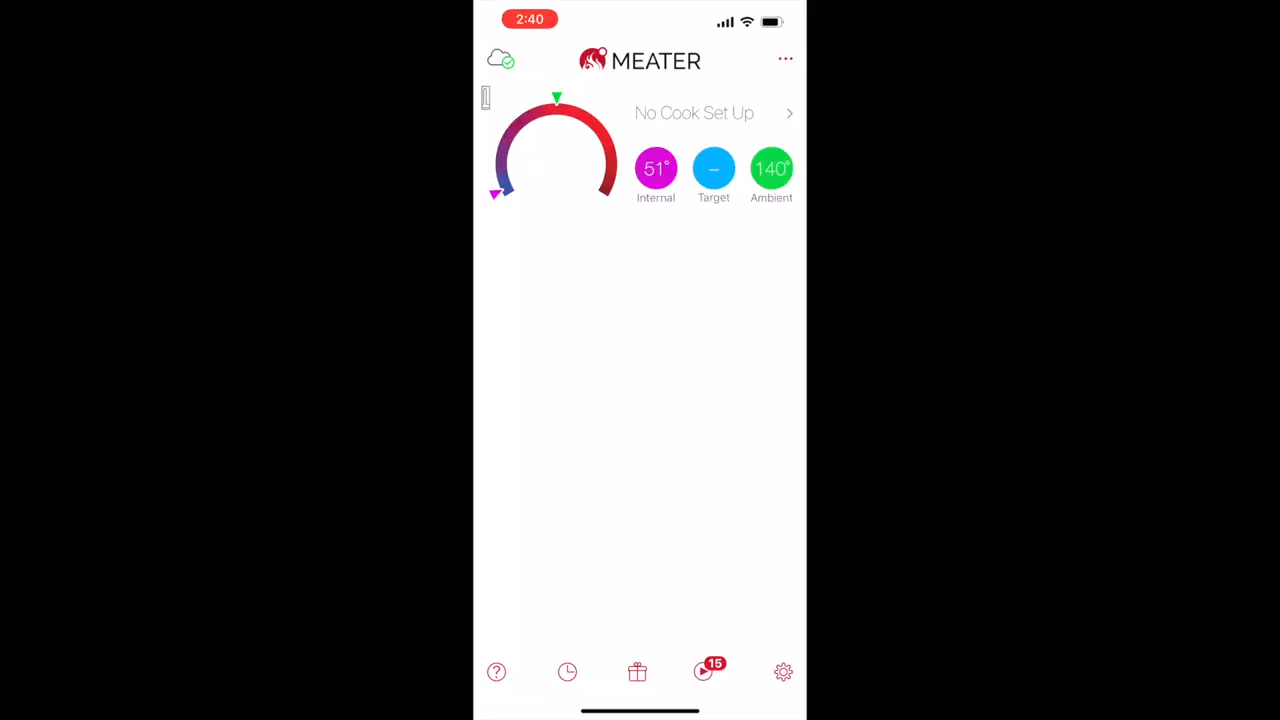 2:40
MEATER
No Cook Set Up
51° – 140°
Internal Target Ambient
15